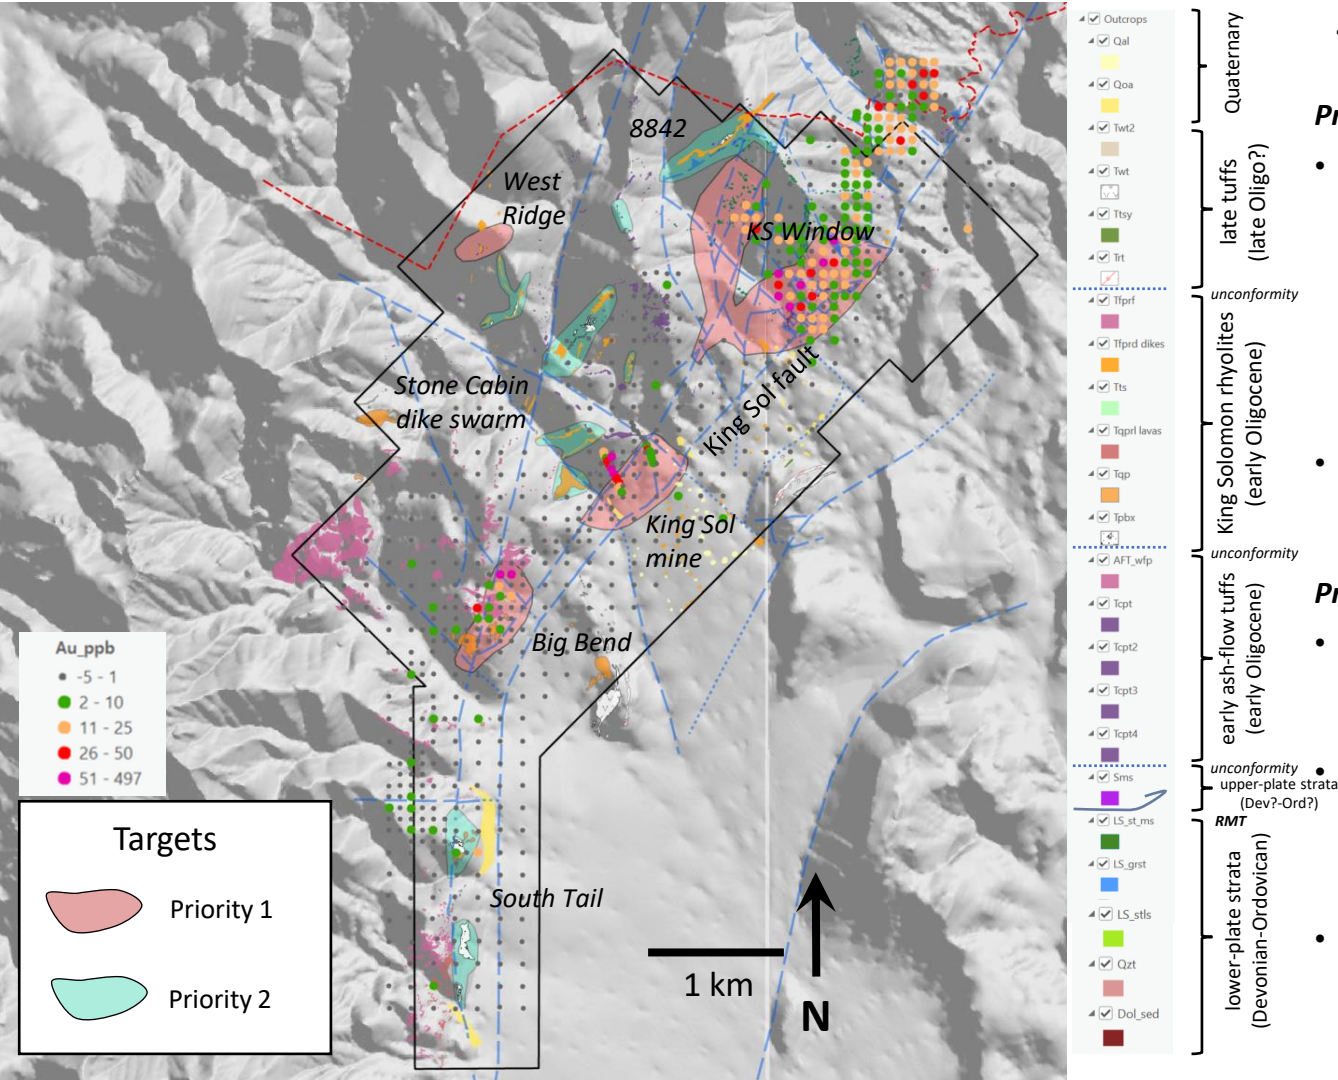 8842
West
Ridge
KS Window
Stone Cabin
dike swarm
King Sol fault
King Sol
mine
Big Bend
South Tail
Au_ppb
-5 - 1
2 - 10
11 - 25
26 - 50
51 - 497
Targets
Priority 1
Priority 2
1 km
N
Outcrops
Qal
Qoa
Twt2
Twt
Ttsy
Trt
Tfprf
Tfprd dikes
Tts
Tqprl lavas
Tqp
Tpbx
AFT_wfp
Tcpt
Tcpt2
Tcpt3
Tcpt4
Sms
LS_st_ms
LS_grst
LS_stls
Qzt
Dol_sed
Quaternary
late tuffs
(late Oligo?)
unconformity
King Solomon rhyolites
(early Oligocene)
unconformity
early ash-flow tuffs
(early Oligocene)
unconformity
upper-plate strata
(Dev?-Ord?)
RMT
lower-plate strata
(Devonian-Ordovican)
Pr
Pr